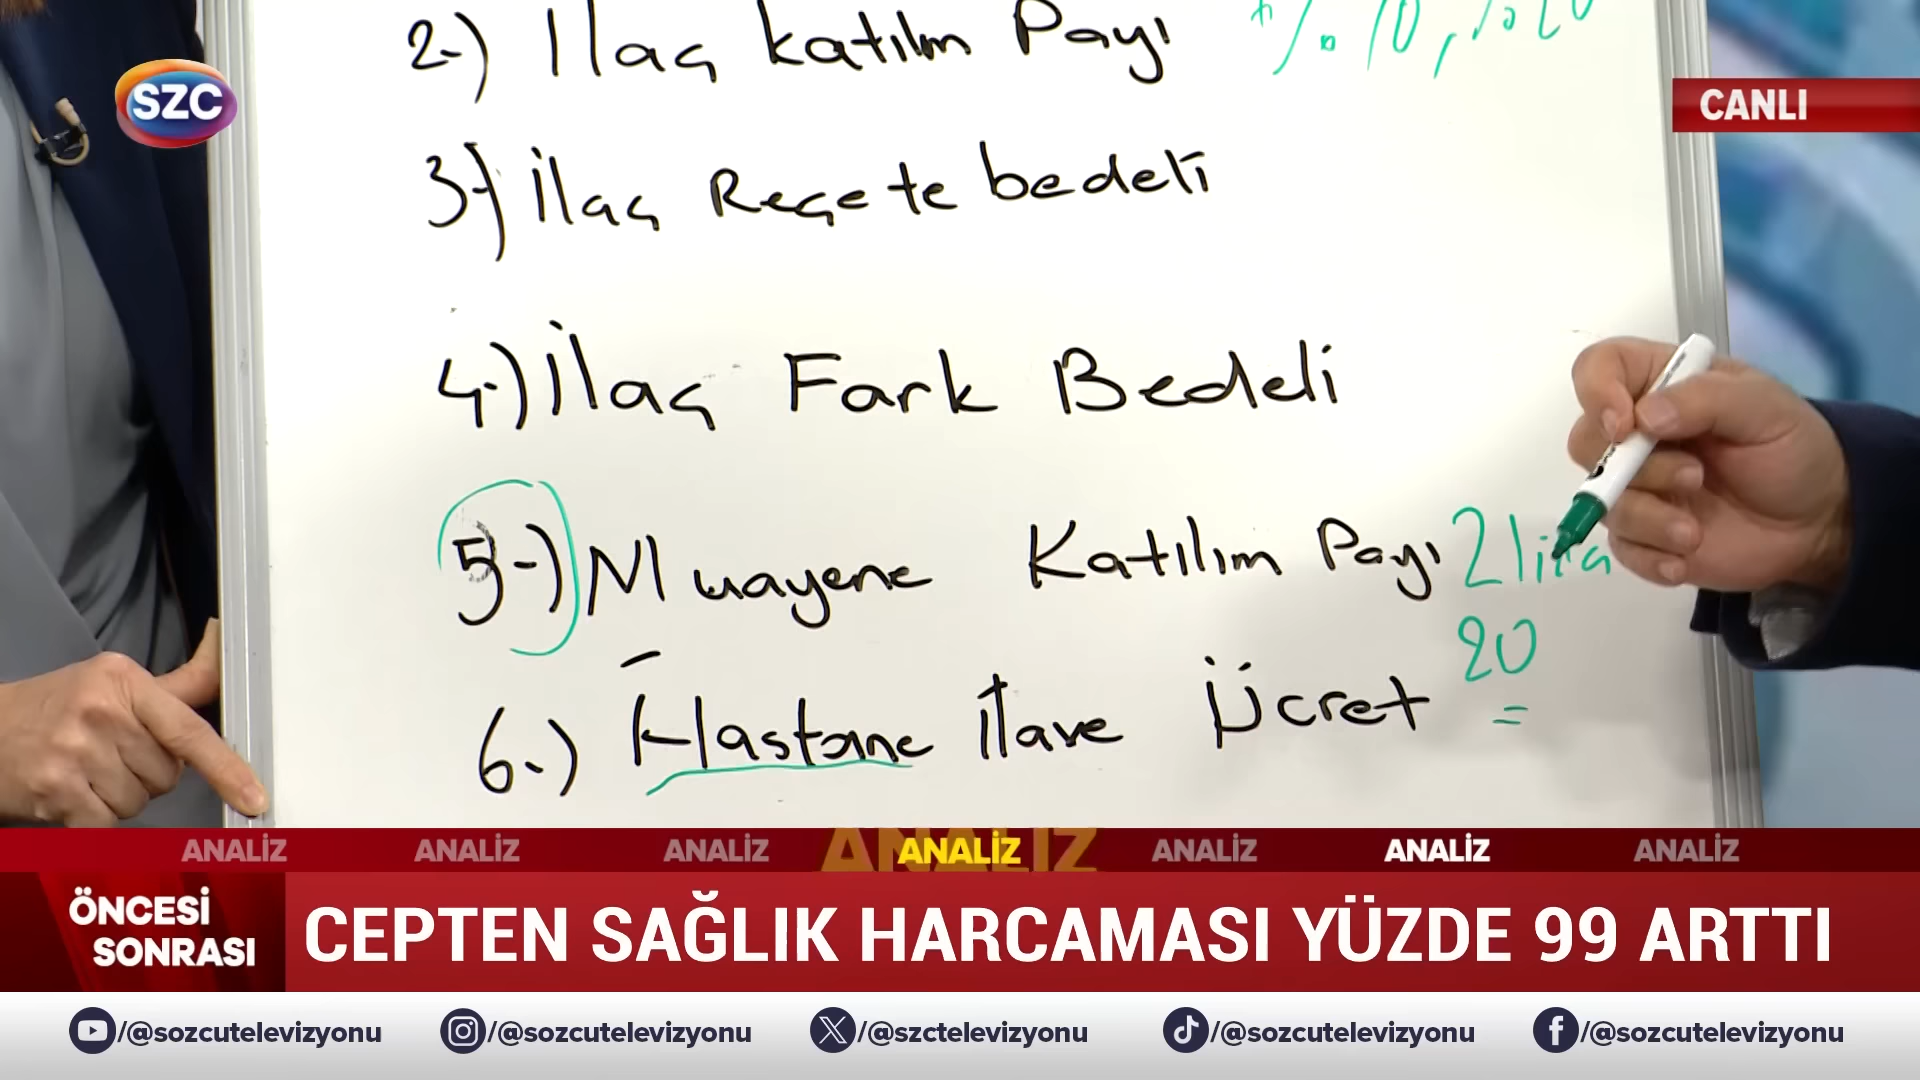 2-) İlaç Katılım Payı %10, %20
SZC
CANLI
3-) İlaç Reçete bedeli
4-) İlaç Fark Bedeli
5-) Muayene Katılım Payı 2 lira
20
=
6-) Hastane İlave Ücret
ANALİZ ANALİZ ANALİZ ANALİZ ANALİZ ANALİZ ANALİZ
ÖNCESİ
SONRASI
CEPTEN SAĞLIK HARCAMASI YÜZDE 99 ARTTI
/@sozcutelevizyonu /@sozcutelevizyonu /@szctelevizyonu /@sozcutelevizyonu /@sozcutelevizyonu